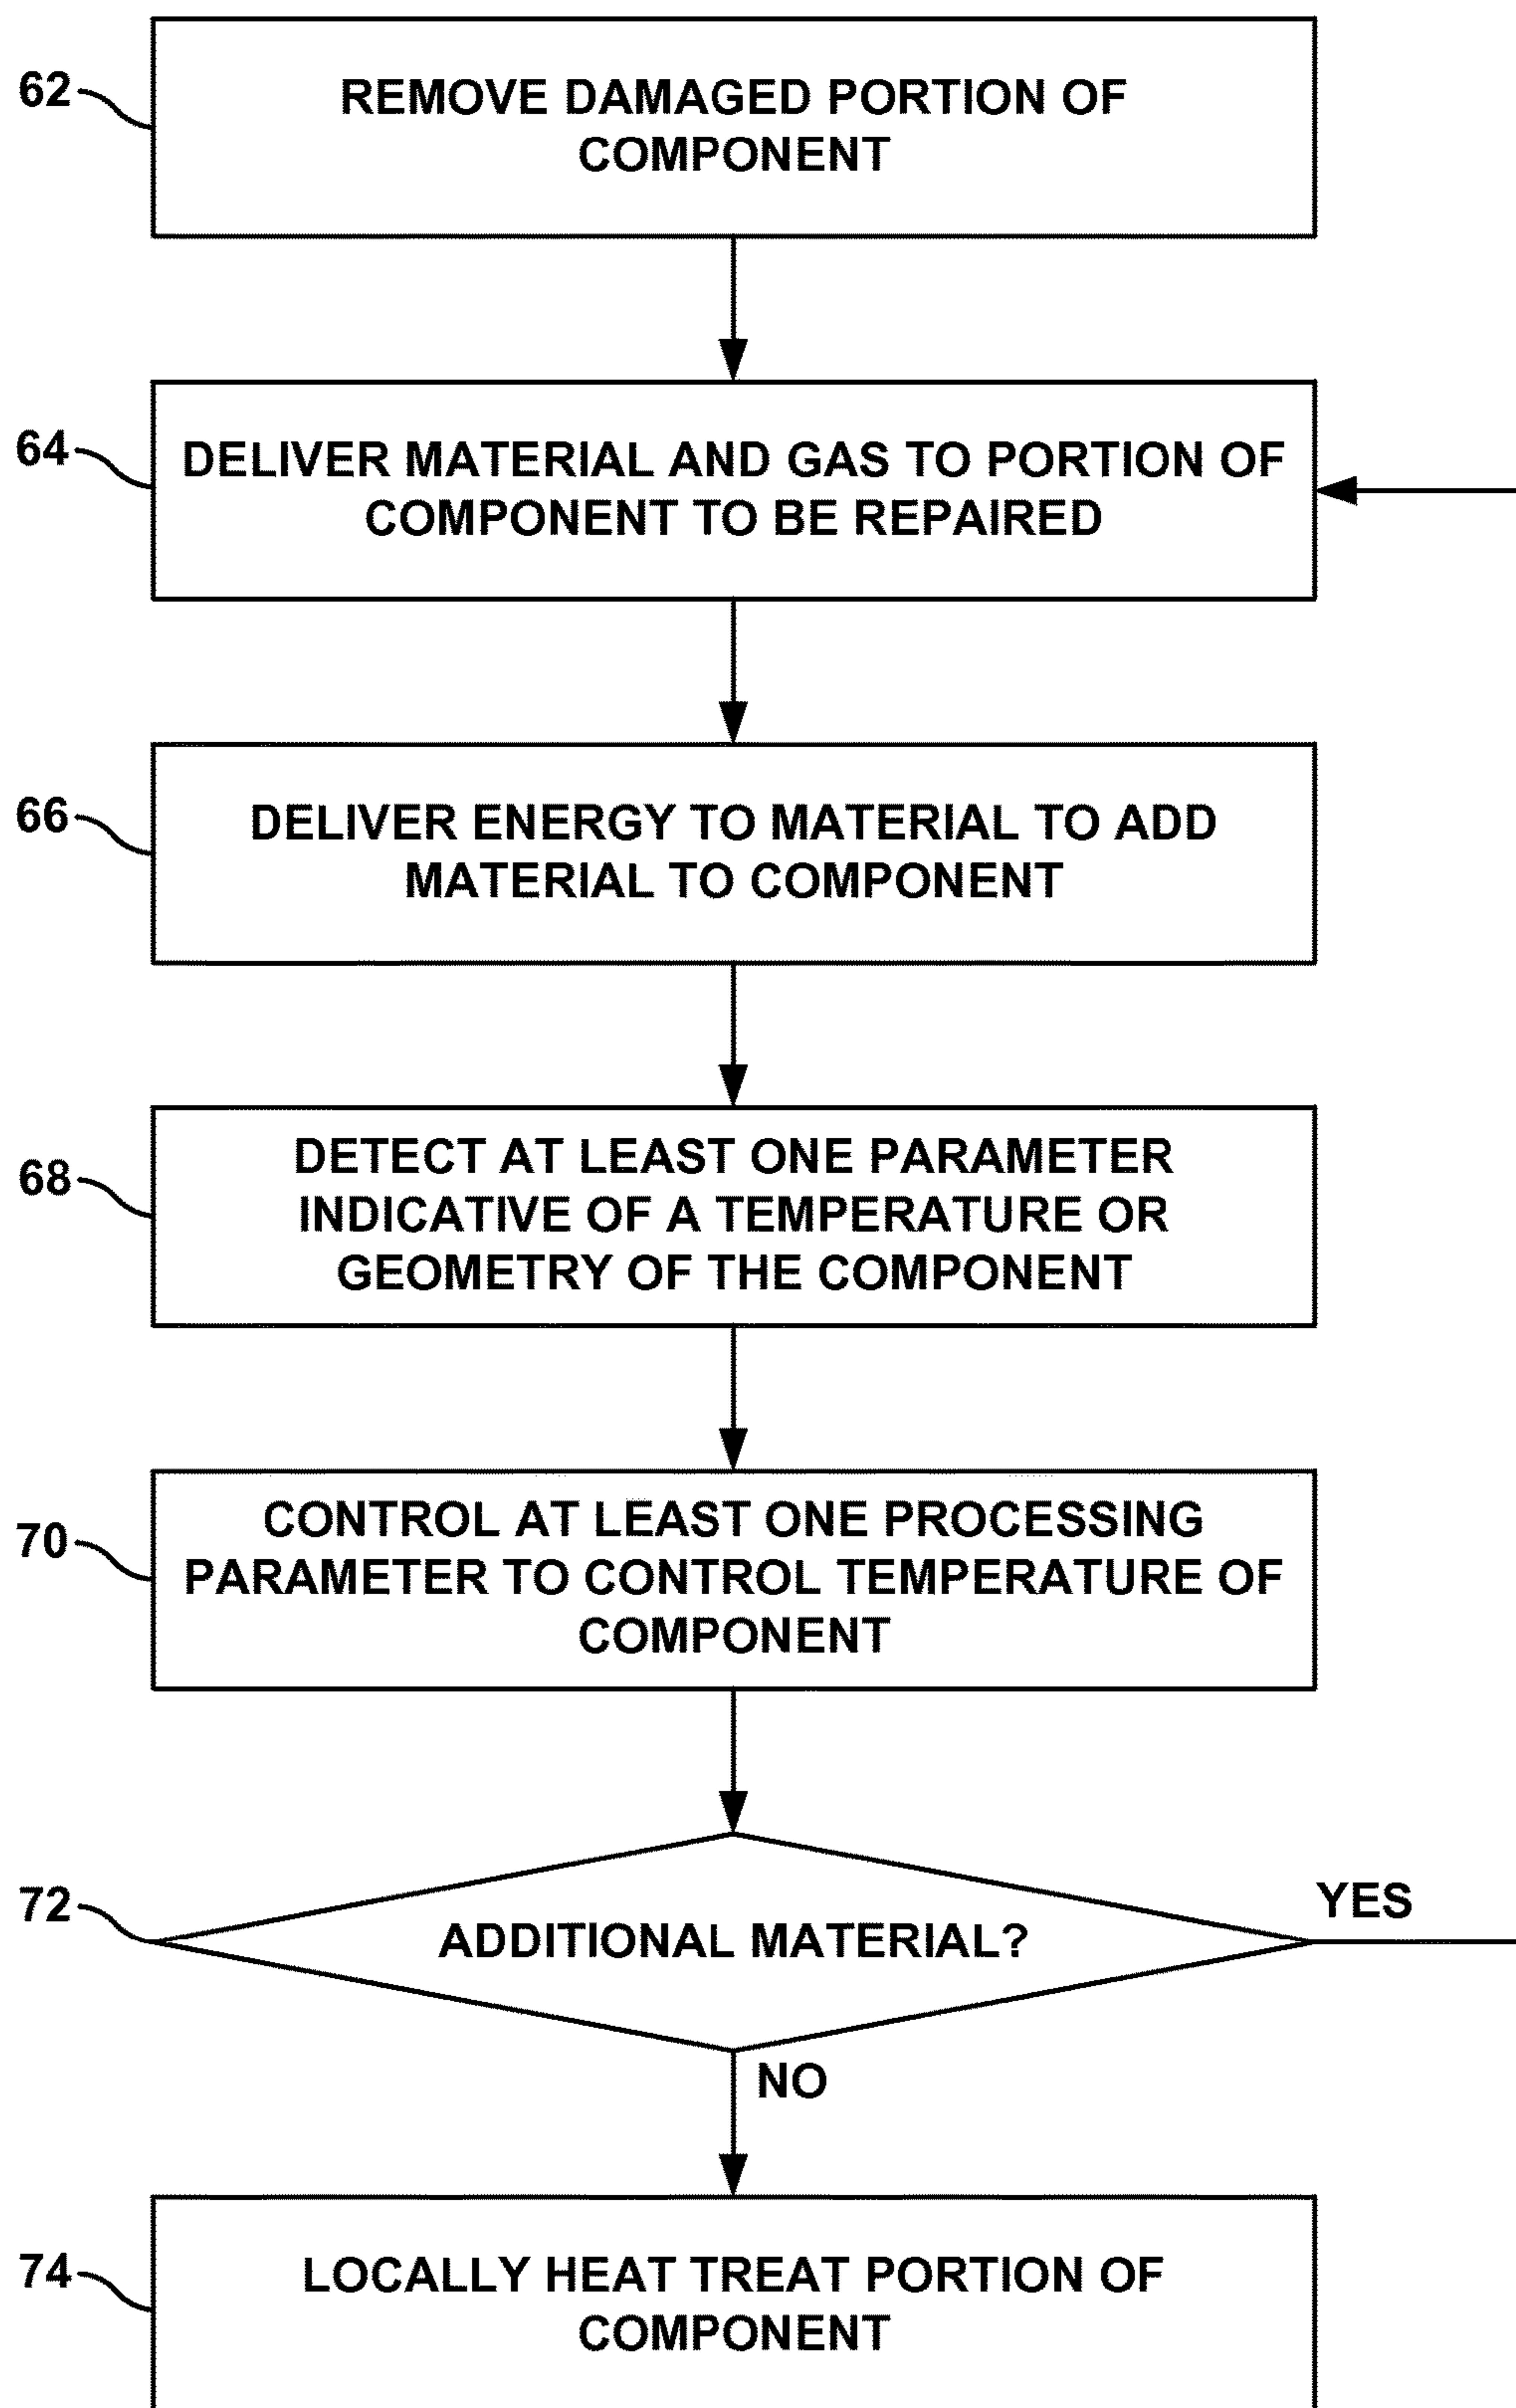 62
REMOVE DAMAGED PORTION OF
COMPONENT
64
DELIVER MATERIAL AND GAS TO PORTION OF
COMPONENT TO BE REPAIRED
66
DELIVER ENERGY TO MATERIAL TO ADD
MATERIAL TO COMPONENT
68
DETECT AT LEAST ONE PARAMETER
INDICATIVE OF A TEMPERATURE OR
GEOMETRY OF THE COMPONENT
70
CONTROL AT LEAST ONE PROCESSING
PARAMETER TO CONTROL TEMPERATURE OF
COMPONENT
72
ADDITIONAL MATERIAL?
YES
NO
74
LOCALLY HEAT TREAT PORTION OF
COMPONENT